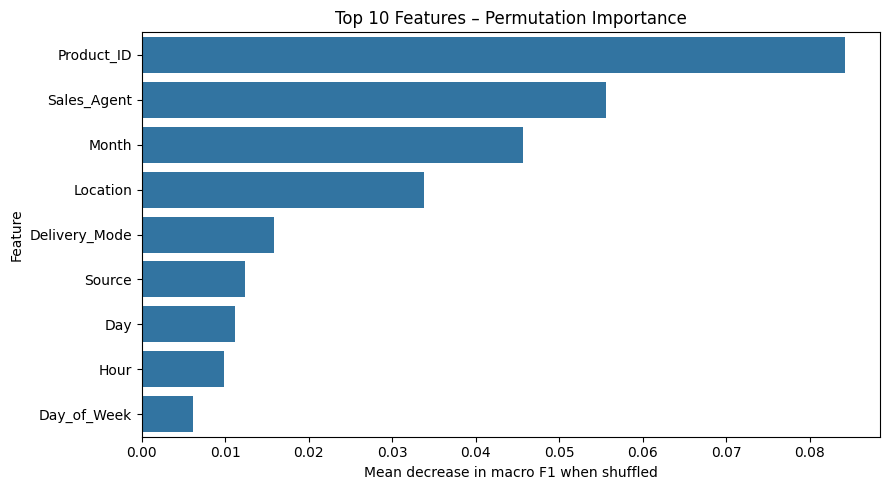 Top 10 Features – Permutation Importance
Feature
Product_ID
Sales_Agent
Month
Location
Delivery_Mode
Source
Day
Hour
Day_of_Week
0.00 0.01 0.02 0.03 0.04 0.05 0.06 0.07 0.08
Mean decrease in macro F1 when shuffled